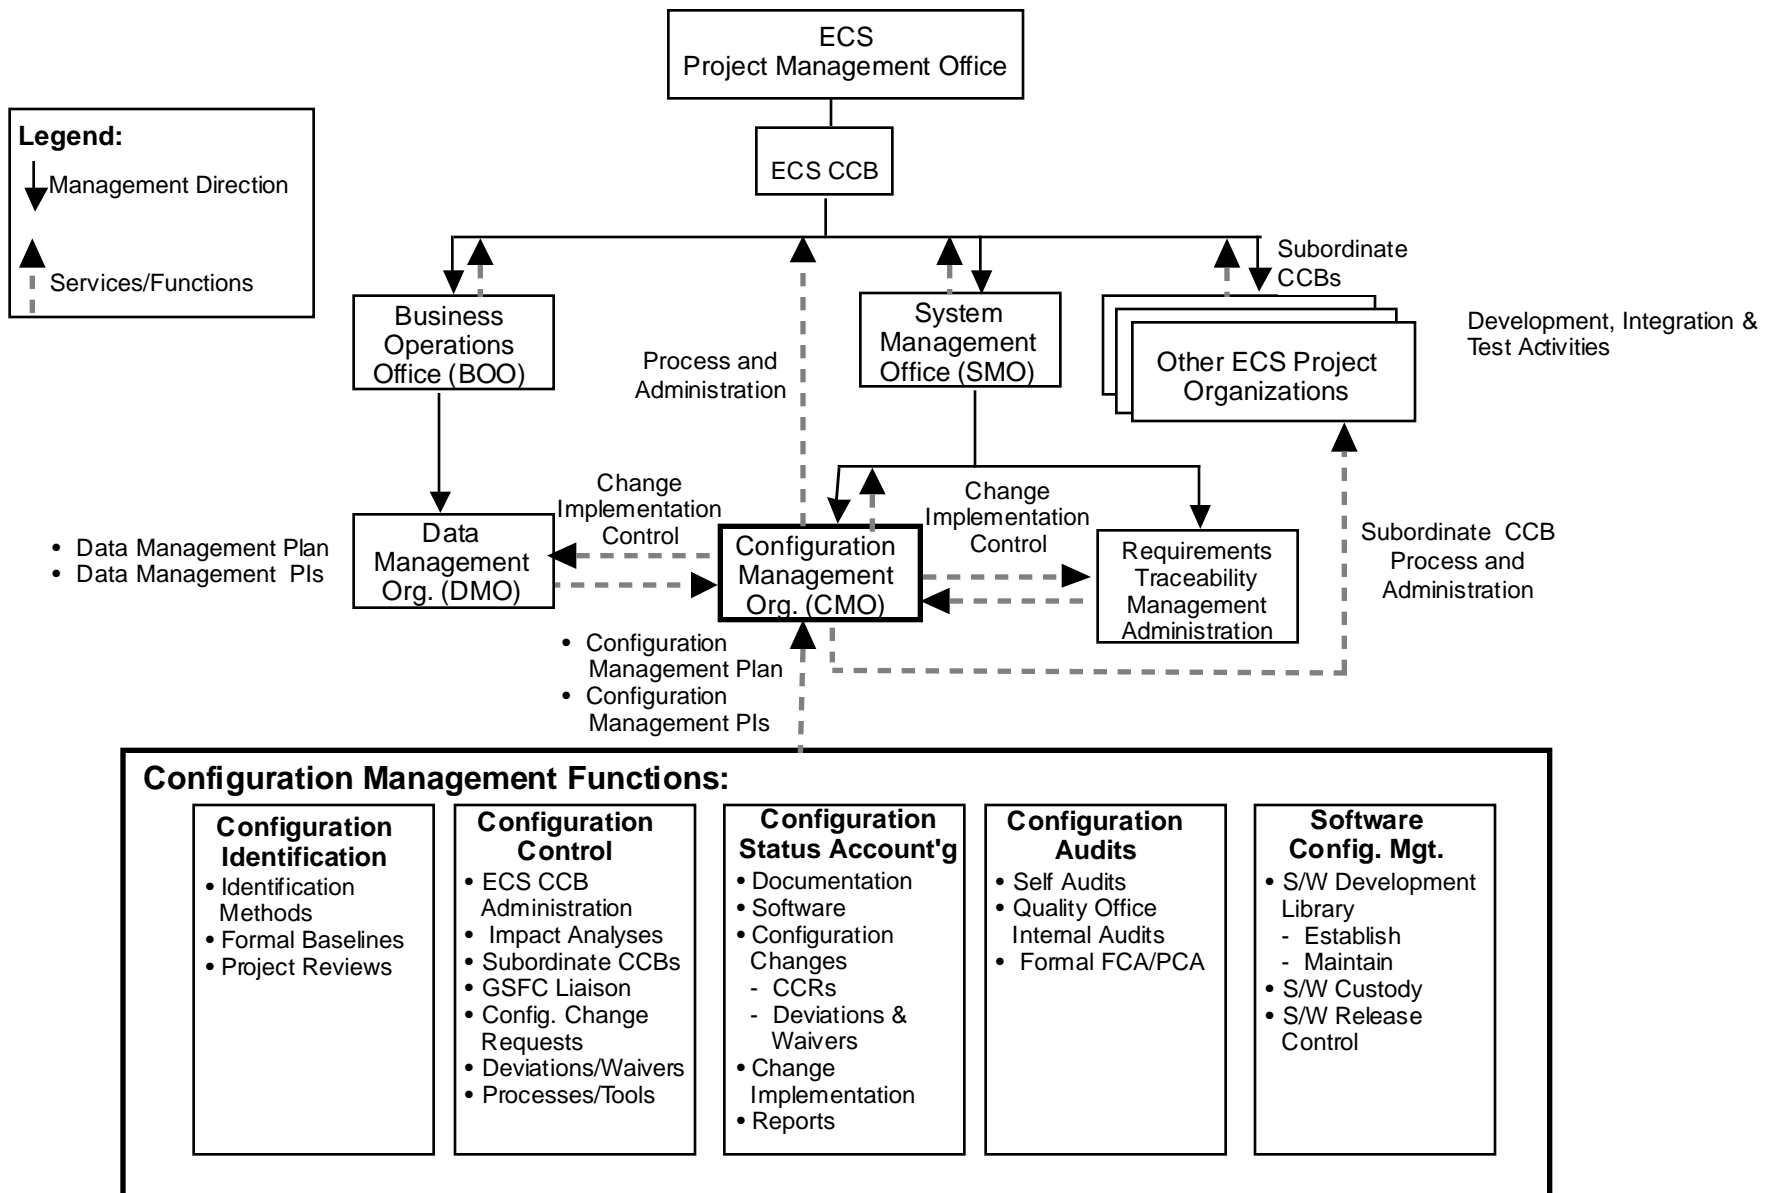 ECS
Project Management Office
ECS CCB
Legend:
Management Direction
Services/Functions
Subordinate
CCBs
Business
Operations
Office (BOO)
Process and
Administration
System
Management
Office (SMO)
Other ECS Project
Organizations
Development, Integration &
Test Activities
• Data Management Plan
• Data Management PIs
Change
Implementation
Control
Data
Management
Org. (DMO)
Configuration
Management
Org. (CMO)
Change
Implementation
Control
Requirements
Traceability
Management
Administration
Subordinate CCB
Process and
Administration
• Configuration
Management Plan
• Configuration
Management PIs
Configuration Management Functions:
Configuration
Identification
• Identification
Methods
• Formal Baselines
• Project Reviews
Configuration
Control
• ECS CCB
Administration
• Impact Analyses
• Subordinate CCBs
• GSFC Liaison
• Config. Change
Requests
• Deviations/Waivers
• Processes/Tools
Configuration
Status Account'g
• Documentation
• Software
• Configuration
Changes
- CCRs
- Deviations &
Waivers
• Change
Implementation
• Reports
Configuration
Audits
• Self Audits
• Quality Office
Internal Audits
• Formal FCA/PCA
Software
Config. Mgt.
• S/W Development
Library
- Establish
- Maintain
• S/W Custody
• S/W Release
Control